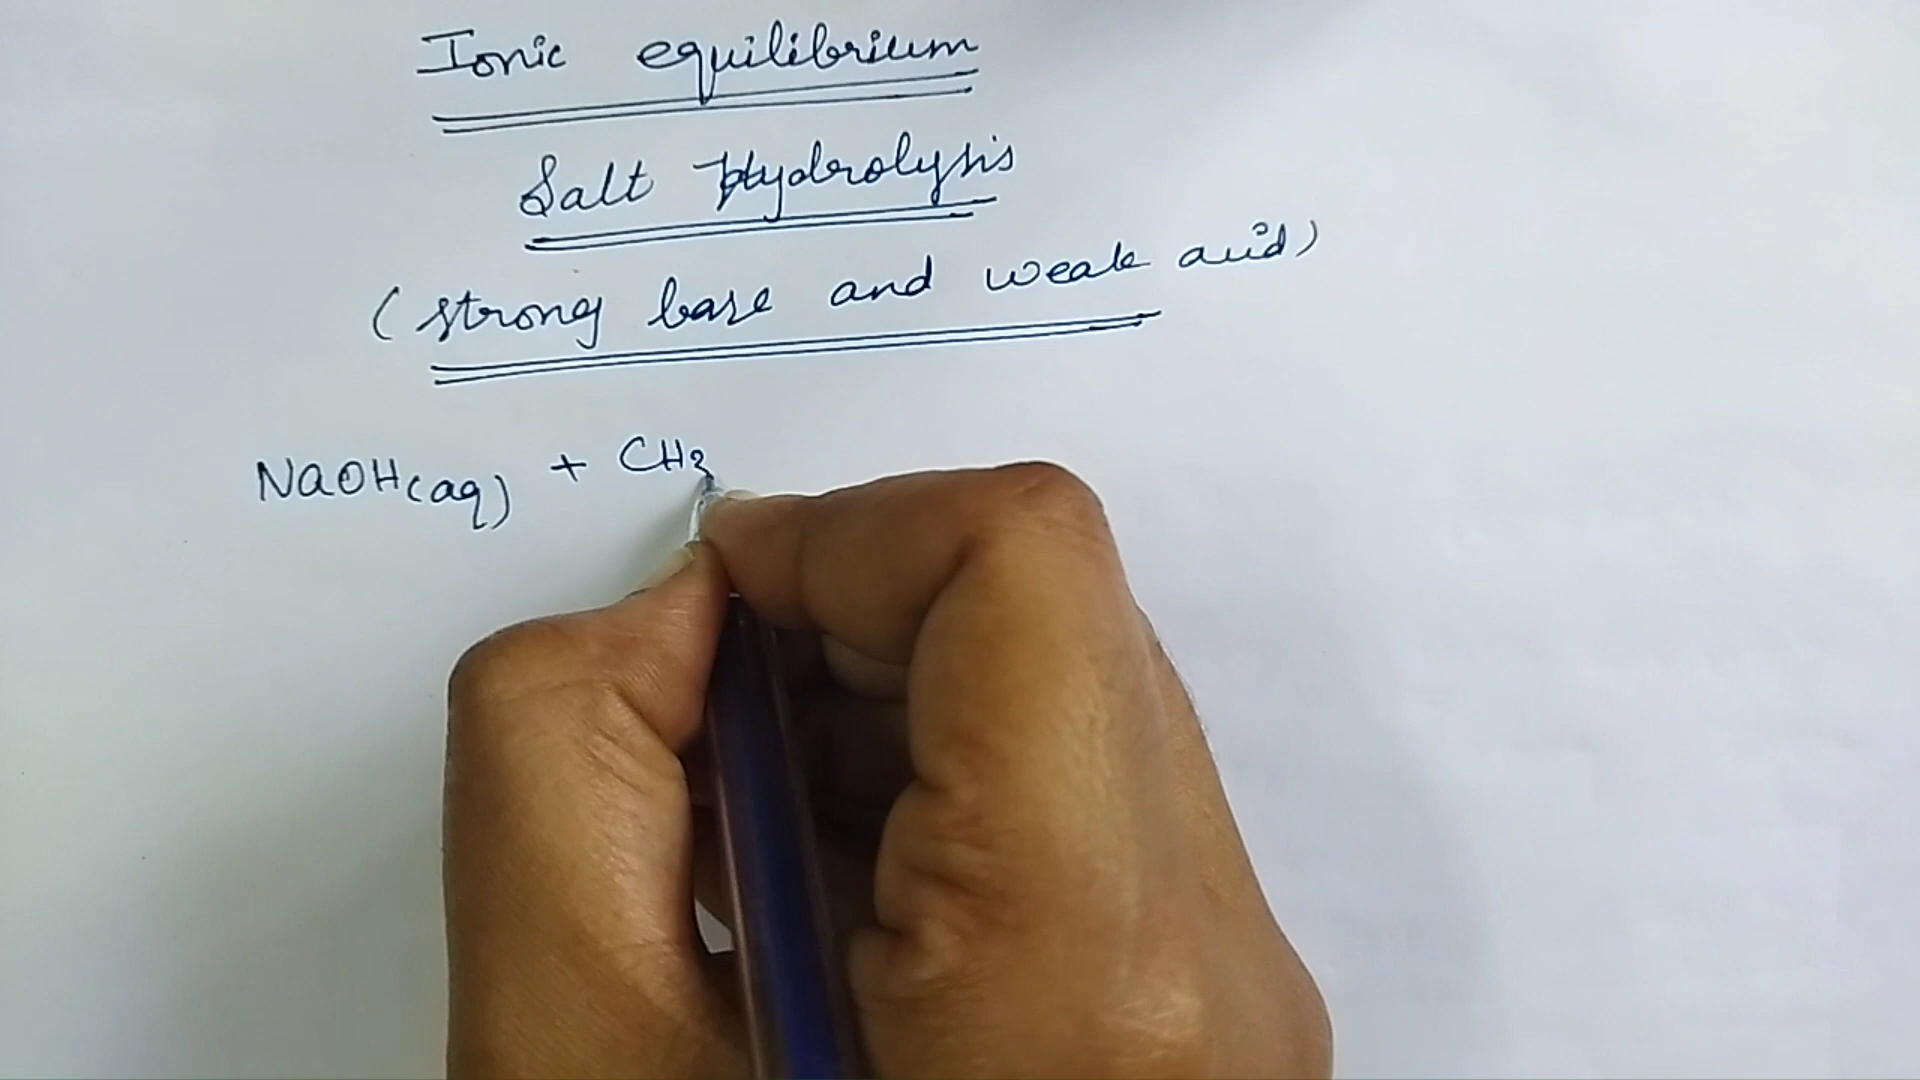 Ionic equilibrium
Salt Hydrolysis
(strong base and weak acid)
NaOH(aq) + CH3